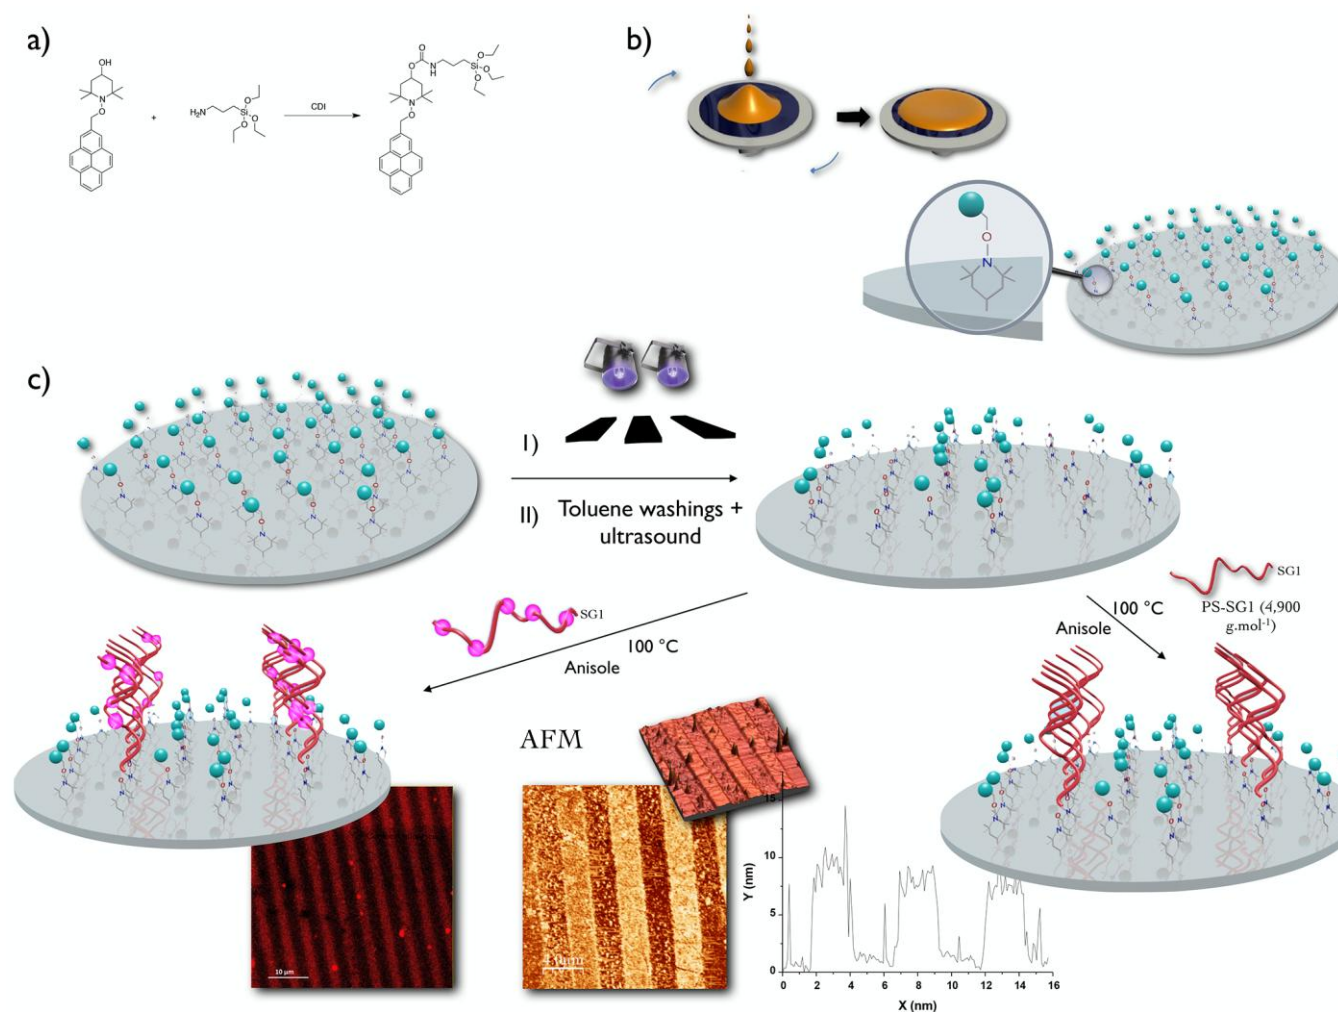 a)
OH
N
O
+
H₂N
Si
O
O
O
CDI
O
O
N
H
Si
O
O
O
N
O
b)
O
N
c)
I)
II)
Toluene washings +
ultrasound
SG1
100 °C
Anisole
SG1
PS-SG1 (4,900
g.mol⁻¹)
100 °C
Anisole
AFM
10 µm
15
10
5
0
Y (nm)
0 2 4 6 8 10 12 14 16
X (nm)